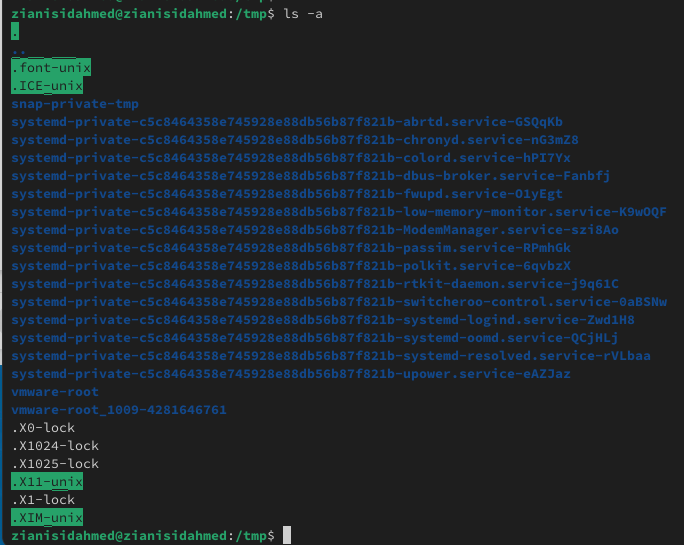 zianisidahmed@zianisidahmed:/tmp$ ls -a
.
..
.font-unix
.ICE-unix
snap-private-tmp
systemd-private-c5c8464358e745928e88db56b87f821b-abrtd.service-GSQqKb
systemd-private-c5c8464358e745928e88db56b87f821b-chronyd.service-nG3mZ8
systemd-private-c5c8464358e745928e88db56b87f821b-colord.service-hPI7Yx
systemd-private-c5c8464358e745928e88db56b87f821b-dbus-broker.service-Fanbfj
systemd-private-c5c8464358e745928e88db56b87f821b-fwupd.service-O1yEgt
systemd-private-c5c8464358e745928e88db56b87f821b-low-memory-monitor.service-K9wOQF
systemd-private-c5c8464358e745928e88db56b87f821b-ModemManager.service-szi8Ao
systemd-private-c5c8464358e745928e88db56b87f821b-passim.service-RPmhGk
systemd-private-c5c8464358e745928e88db56b87f821b-polkit.service-6qvbzX
systemd-private-c5c8464358e745928e88db56b87f821b-rtkit-daemon.service-j9q61C
systemd-private-c5c8464358e745928e88db56b87f821b-switcheroo-control.service-0aBSNw
systemd-private-c5c8464358e745928e88db56b87f821b-systemd-logind.service-Zwd1H8
systemd-private-c5c8464358e745928e88db56b87f821b-systemd-oomd.service-QCjHLj
systemd-private-c5c8464358e745928e88db56b87f821b-systemd-resolved.service-rVLbaa
systemd-private-c5c8464358e745928e88db56b87f821b-upower.service-eAZJaz
vmware-root
vmware-root_1009-4281646761
.X0-lock
.X1024-lock
.X1025-lock
.X11-unix
.X1-lock
.XIM-unix
zianisidahmed@zianisidahmed:/tmp$